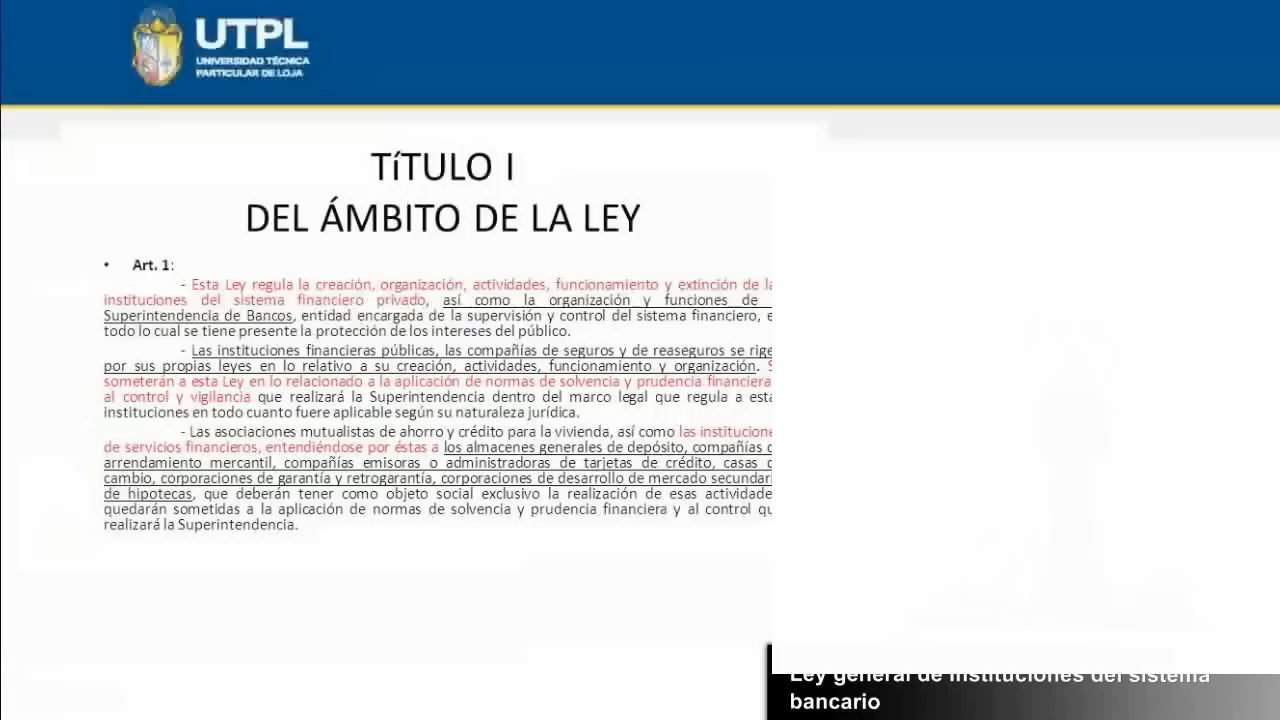 UTPL
UNIVERSIDAD TÉCNICA
PARTICULAR DE LOJA
TíTULO I
DEL ÁMBITO DE LA LEY
• Art. 1:
- Esta Ley regula la creación, organización, actividades, funcionamiento y extinción de
instituciones del sistema financiero privado, así como la organización y funciones de
Superintendencia de Bancos, entidad encargada de la supervisión y control del sistema financiero,
todo lo cual se tiene presente la protección de los intereses del público.
- Las instituciones financieras públicas, las compañías de seguros y de reaseguros se
por sus propias leyes en lo relativo a su creación, actividades, funcionamiento y organización.
someterán a esta Ley en lo relacionado a la aplicación de normas de solvencia y prudencia financiera
al control y vigilancia que realizará la Superintendencia dentro del marco legal que regula a
instituciones en todo cuanto fuere aplicable según su naturaleza jurídica.
- Las asociaciones mutualistas de ahorro y crédito para la vivienda, así como las
de servicios financieros, entendiéndose por éstas a los almacenes generales de depósito, compañías
arrendamiento mercantil, compañías emisoras o administradoras de tarjetas de crédito, casas
cambio, corporaciones de garantía y retrogarantía, corporaciones de desarrollo de mercado
de hipotecas, que deberán tener como objeto social exclusivo la realización de esas
quedarán sometidas a la aplicación de normas de solvencia y prudencia financiera y al control
realizará la Superintendencia.
Ley general de instituciones del sistema
bancario